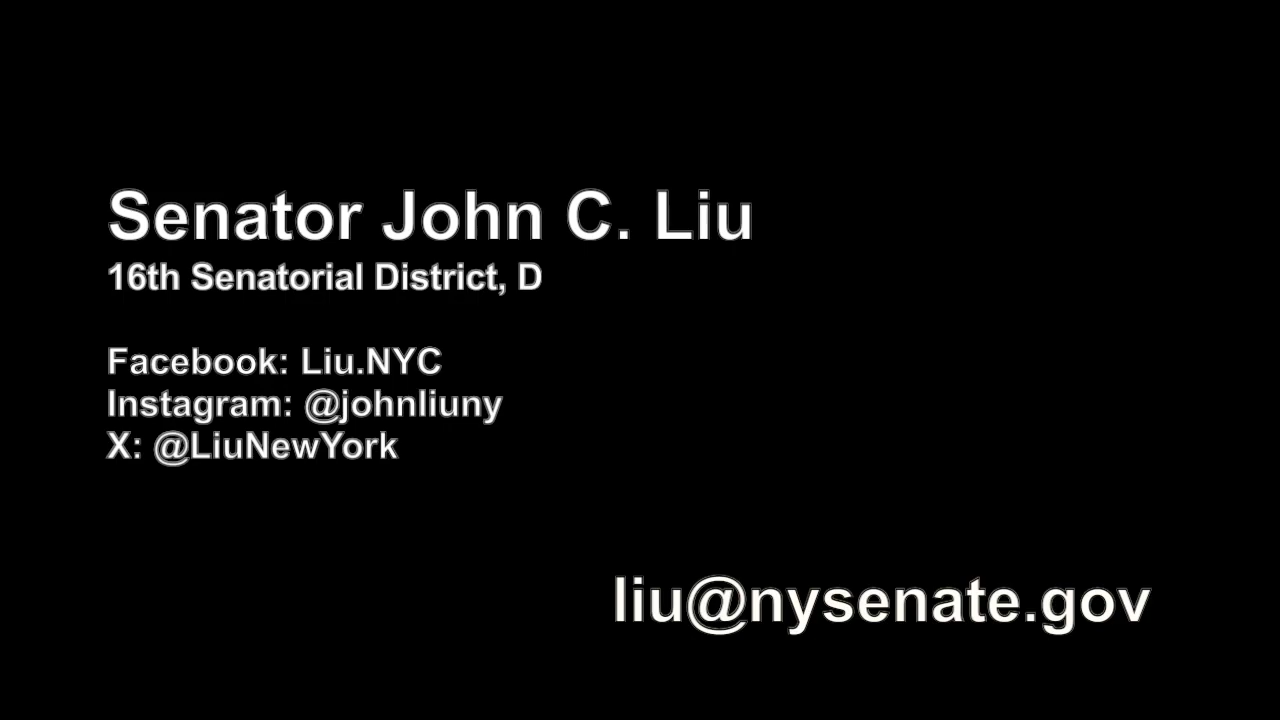 Senator John C. Liu
16th Senatorial District, D
Facebook: Liu.NYC
Instagram: @johnliuny
X: @LiuNewYork
liu@nysenate.gov